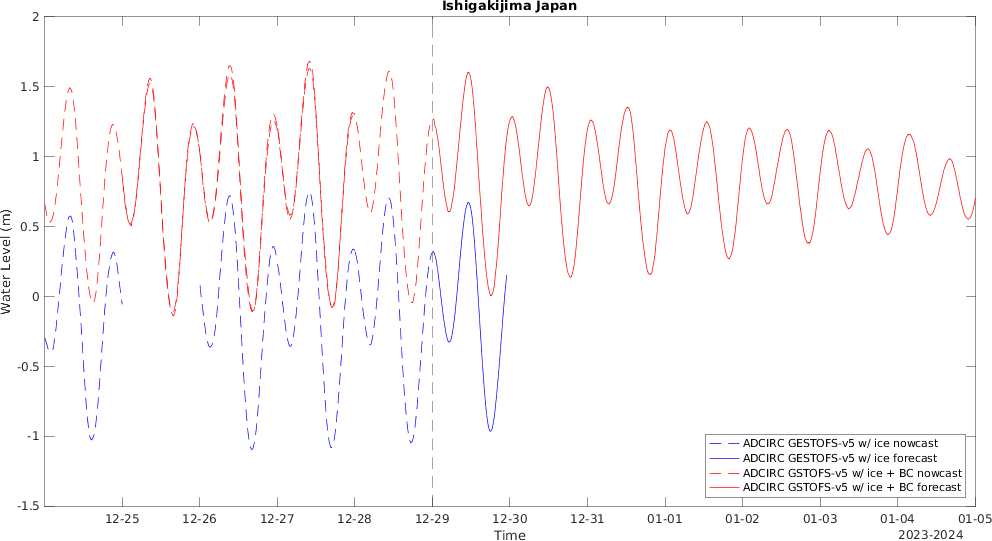 Ishigakijima Japan
2
1.5
1
0.5
0
-0.5
-1
-1.5
Water Level (m)
12-25 12-26 12-27 12-28 12-29 12-30 12-31 01-01 01-02 01-03 01-04 01-05
Time
2023-2024
ADCIRC GESTOFS-v5 w/ ice nowcast
ADCIRC GESTOFS-v5 w/ ice forecast
ADCIRC GSTOFS-v5 w/ ice + BC nowcast
ADCIRC GSTOFS-v5 w/ ice + BC forecast